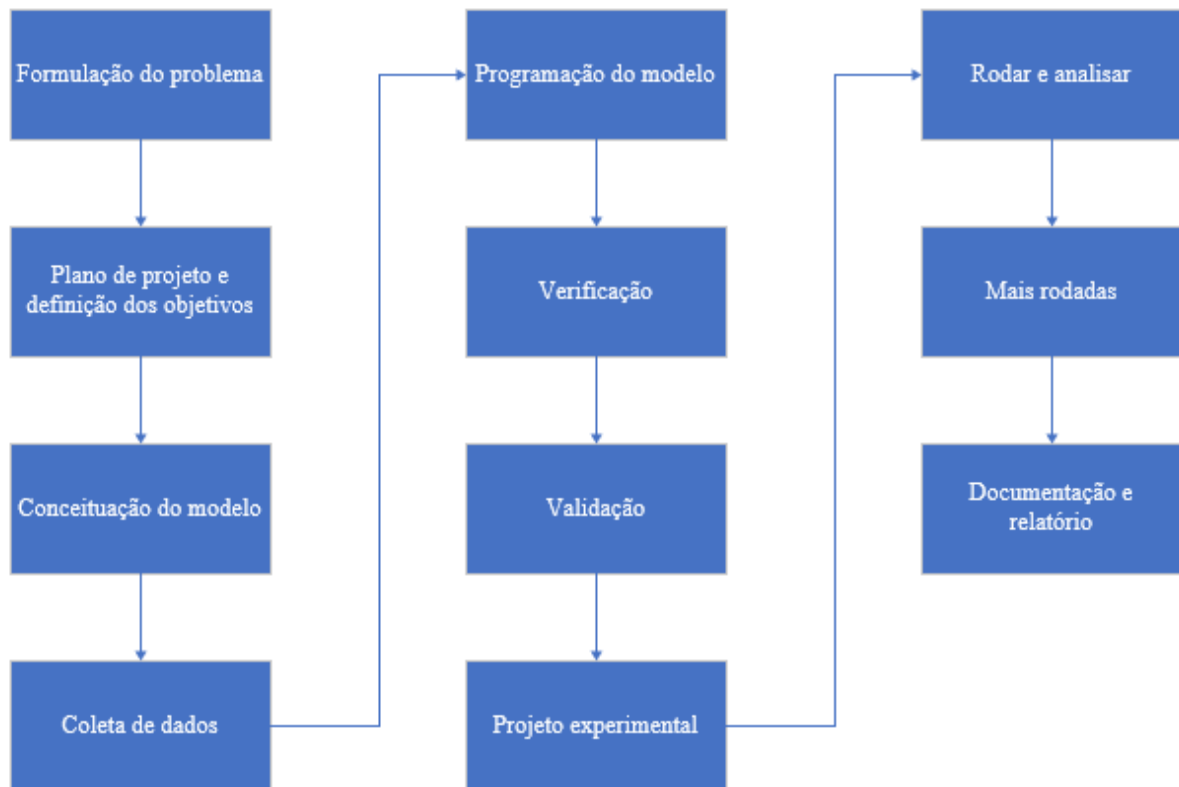 Formulação do problema
Plano de projeto e
definição dos objetivos
Conceituação do modelo
Coleta de dados
Programação do modelo
Verificação
Validação
Projeto experimental
Rodar e analisar
Mais rodadas
Documentação e
relatório